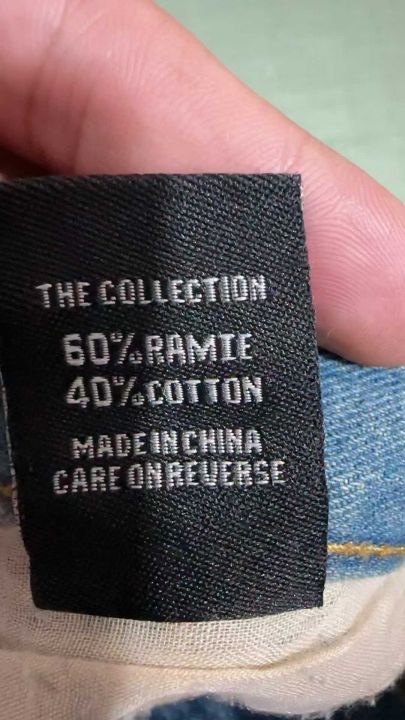 THE COLLECTION
60% RAMIE
40% COTTON
MADE IN CHINA
CARE ON REVERSE